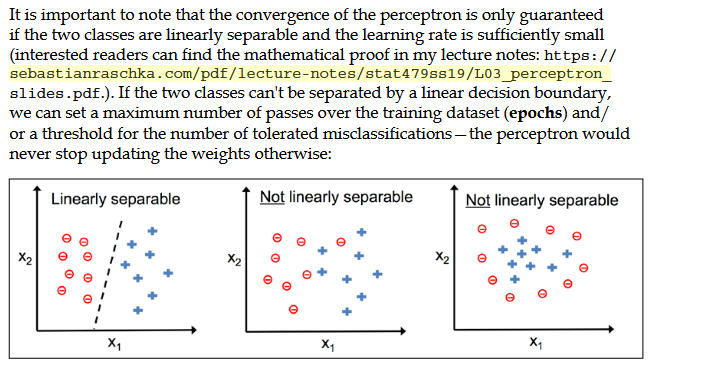 It is important to note that the convergence of the perceptron is only guaranteed
if the two classes are linearly separable and the learning rate is sufficiently small
(interested readers can find the mathematical proof in my lecture notes: https://
sebastianraschka.com/pdf/lecture-notes/stat479ss19/L03_perceptron_
slides.pdf.). If the two classes can't be separated by a linear decision boundary,
we can set a maximum number of passes over the training dataset (epochs) and/
or a threshold for the number of tolerated misclassifications—the perceptron would
never stop updating the weights otherwise:
Linearly separable
x2
x1
Not linearly separable
x2
x1
Not linearly separable
x2
x1